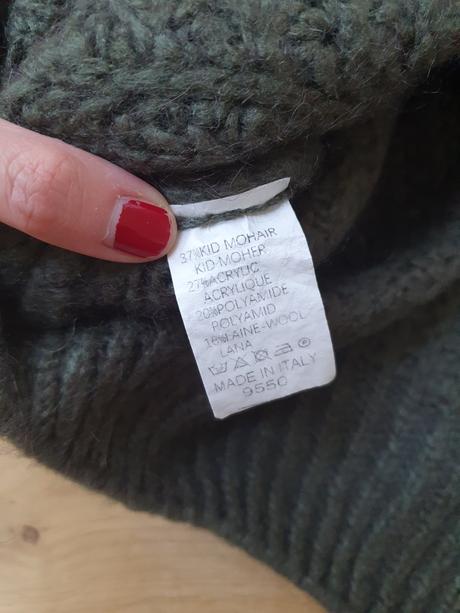 37%KID MOHAIR
KID-MOHER
27%ACRYLIC
ACRYLIQUE
20%POLYAMIDE
POLYAMID
16%LAINE-WOOL
LANA
MADE IN ITALY
9550